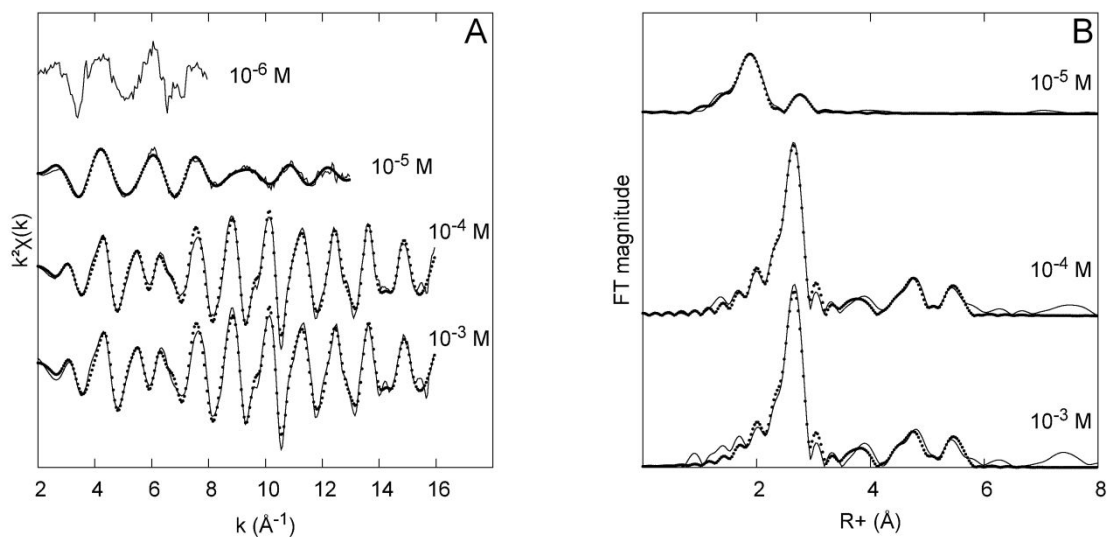 A
10⁻⁶ M
10⁻⁵ M
10⁻⁴ M
10⁻³ M
k²χ(k)
2 4 6 8 10 12 14 16
k (Å⁻¹)
B
10⁻⁵ M
10⁻⁴ M
10⁻³ M
FT magnitude
2 4 6 8
R+ (Å)